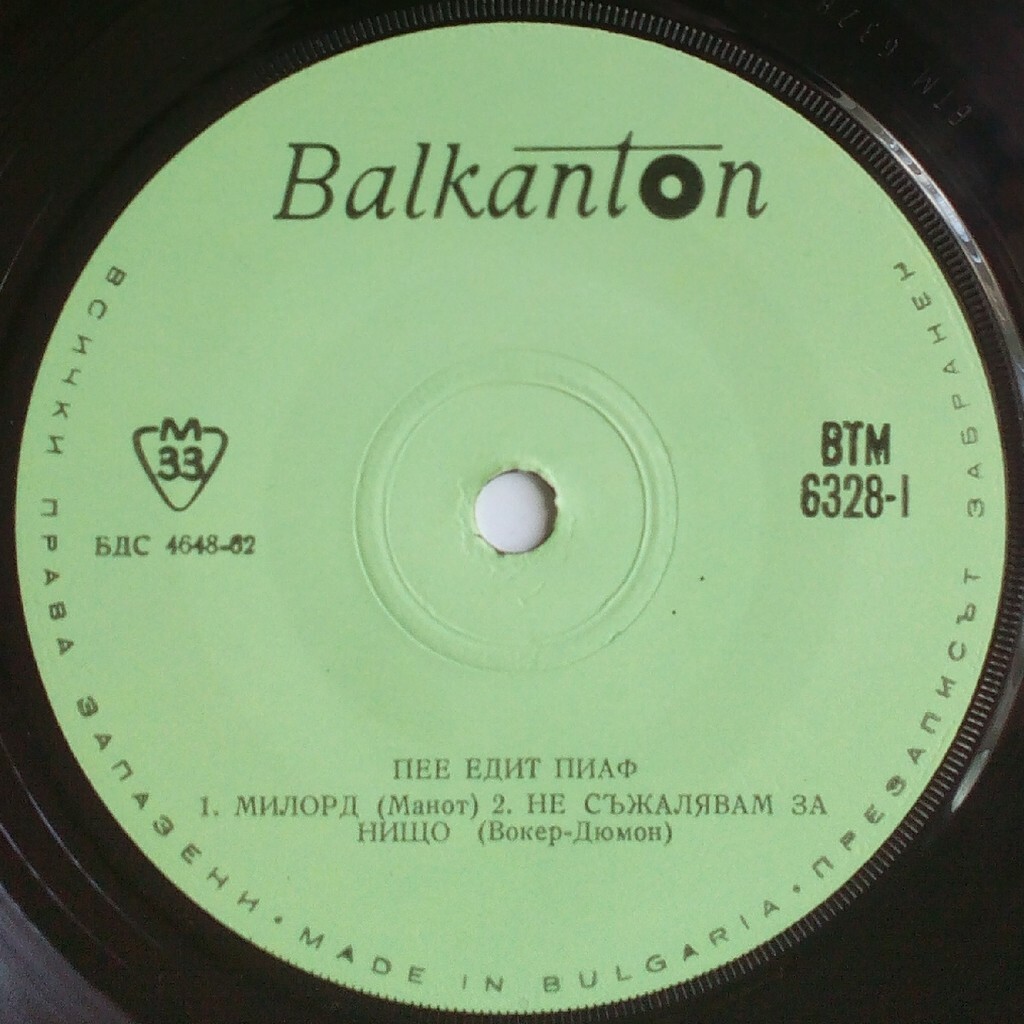 Balkanton
М
33
БДС 4648-62
ВТМ
6328-I
ПЕЕ ЕДИТ ПИАФ
1. МИЛОРД (Манот) 2. НЕ СЪЖАЛЯВАМ ЗА
НИЩО (Вокер-Дюмон)
ВСИЧКИ ПРАВА ЗАПАЗЕНИ • MADE IN BULGARIA • ПРЕЗАПИСЪТ ЗАБРАНЕН